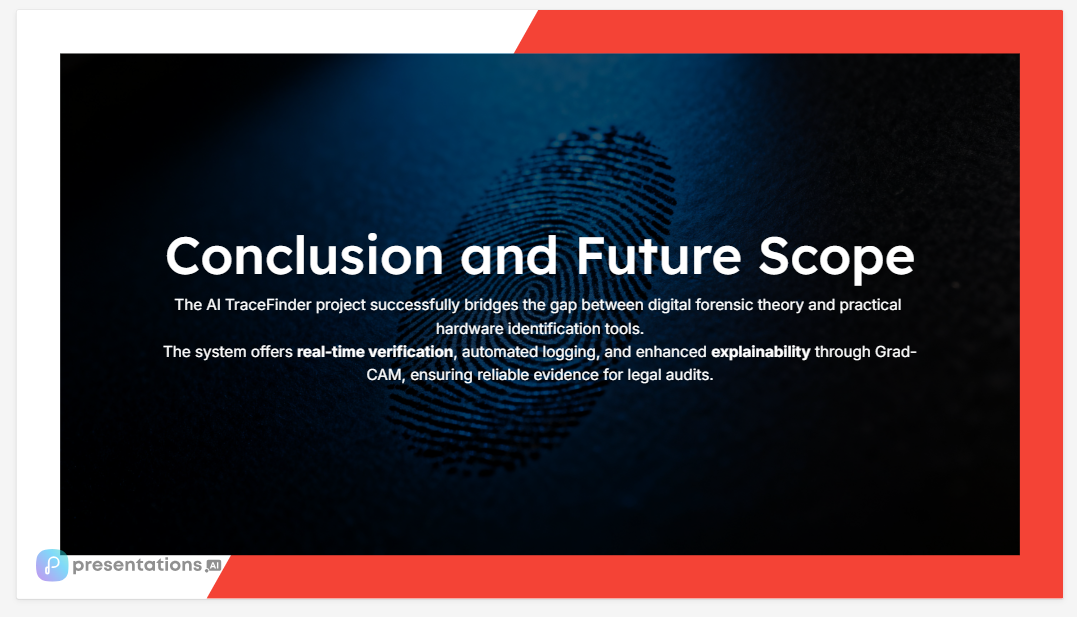 Conclusion and Future Scope
The AI TraceFinder project successfully bridges the gap between digital forensic theory and practical
hardware identification tools.
The system offers real-time verification, automated logging, and enhanced explainability through Grad-
CAM, ensuring reliable evidence for legal audits.
presentations.AI